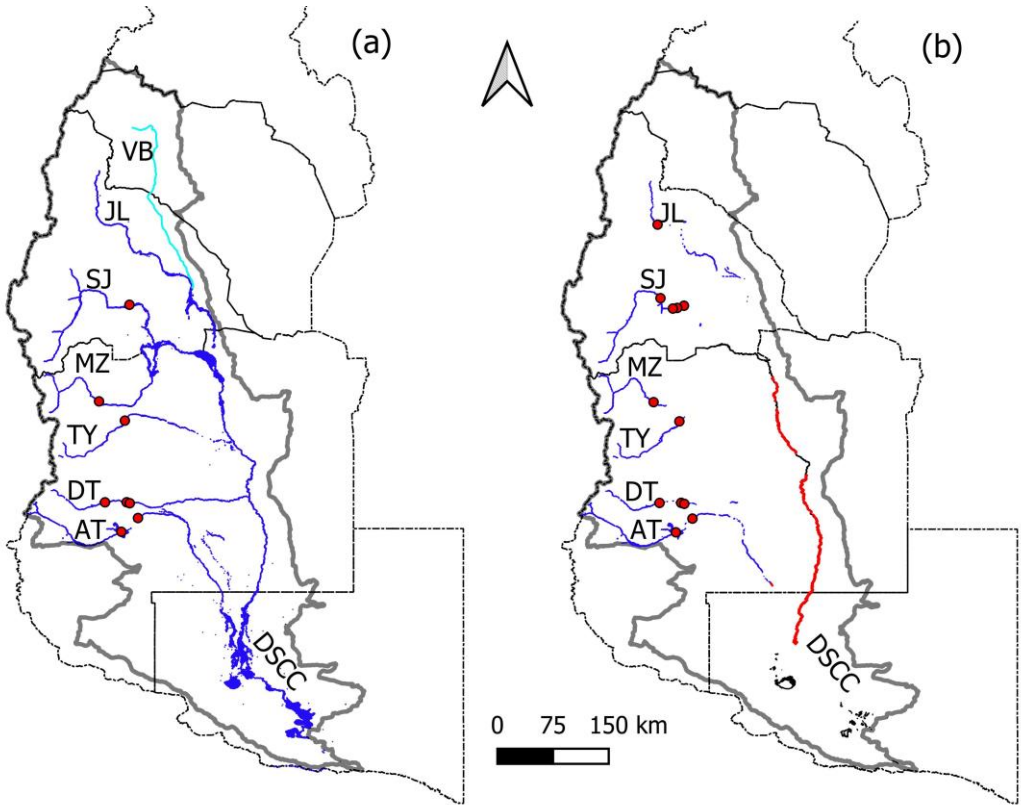 (a)
VB
JL
SJ
MZ
TY
DT
AT
DSCC
(b)
JL
SJ
MZ
TY
DT
AT
DSCC
0 75 150 km